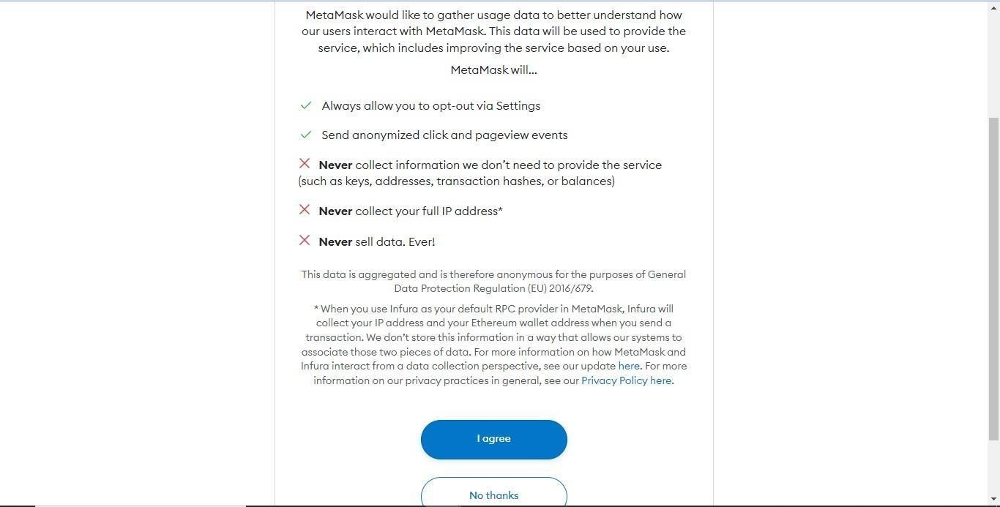 MetaMask would like to gather usage data to better understand how
our users interact with MetaMask. This data will be used to provide the
service, which includes improving the service based on your use.
MetaMask will...
Always allow you to opt-out via Settings
Send anonymized click and pageview events
Never collect information we don’t need to provide the service
(such as keys, addresses, transaction hashes, or balances)
Never collect your full IP address*
Never sell data. Ever!
This data is aggregated and is therefore anonymous for the purposes of General
Data Protection Regulation (EU) 2016/679.
* When you use Infura as your default RPC provider in MetaMask, Infura will
collect your IP address and your Ethereum wallet address when you send a
transaction. We don’t store this information in a way that allows our systems to
associate those two pieces of data. For more information on how MetaMask and
Infura interact from a data collection perspective, see our update here. For more
information on our privacy practices in general, see our Privacy Policy here.
I agree
No thanks